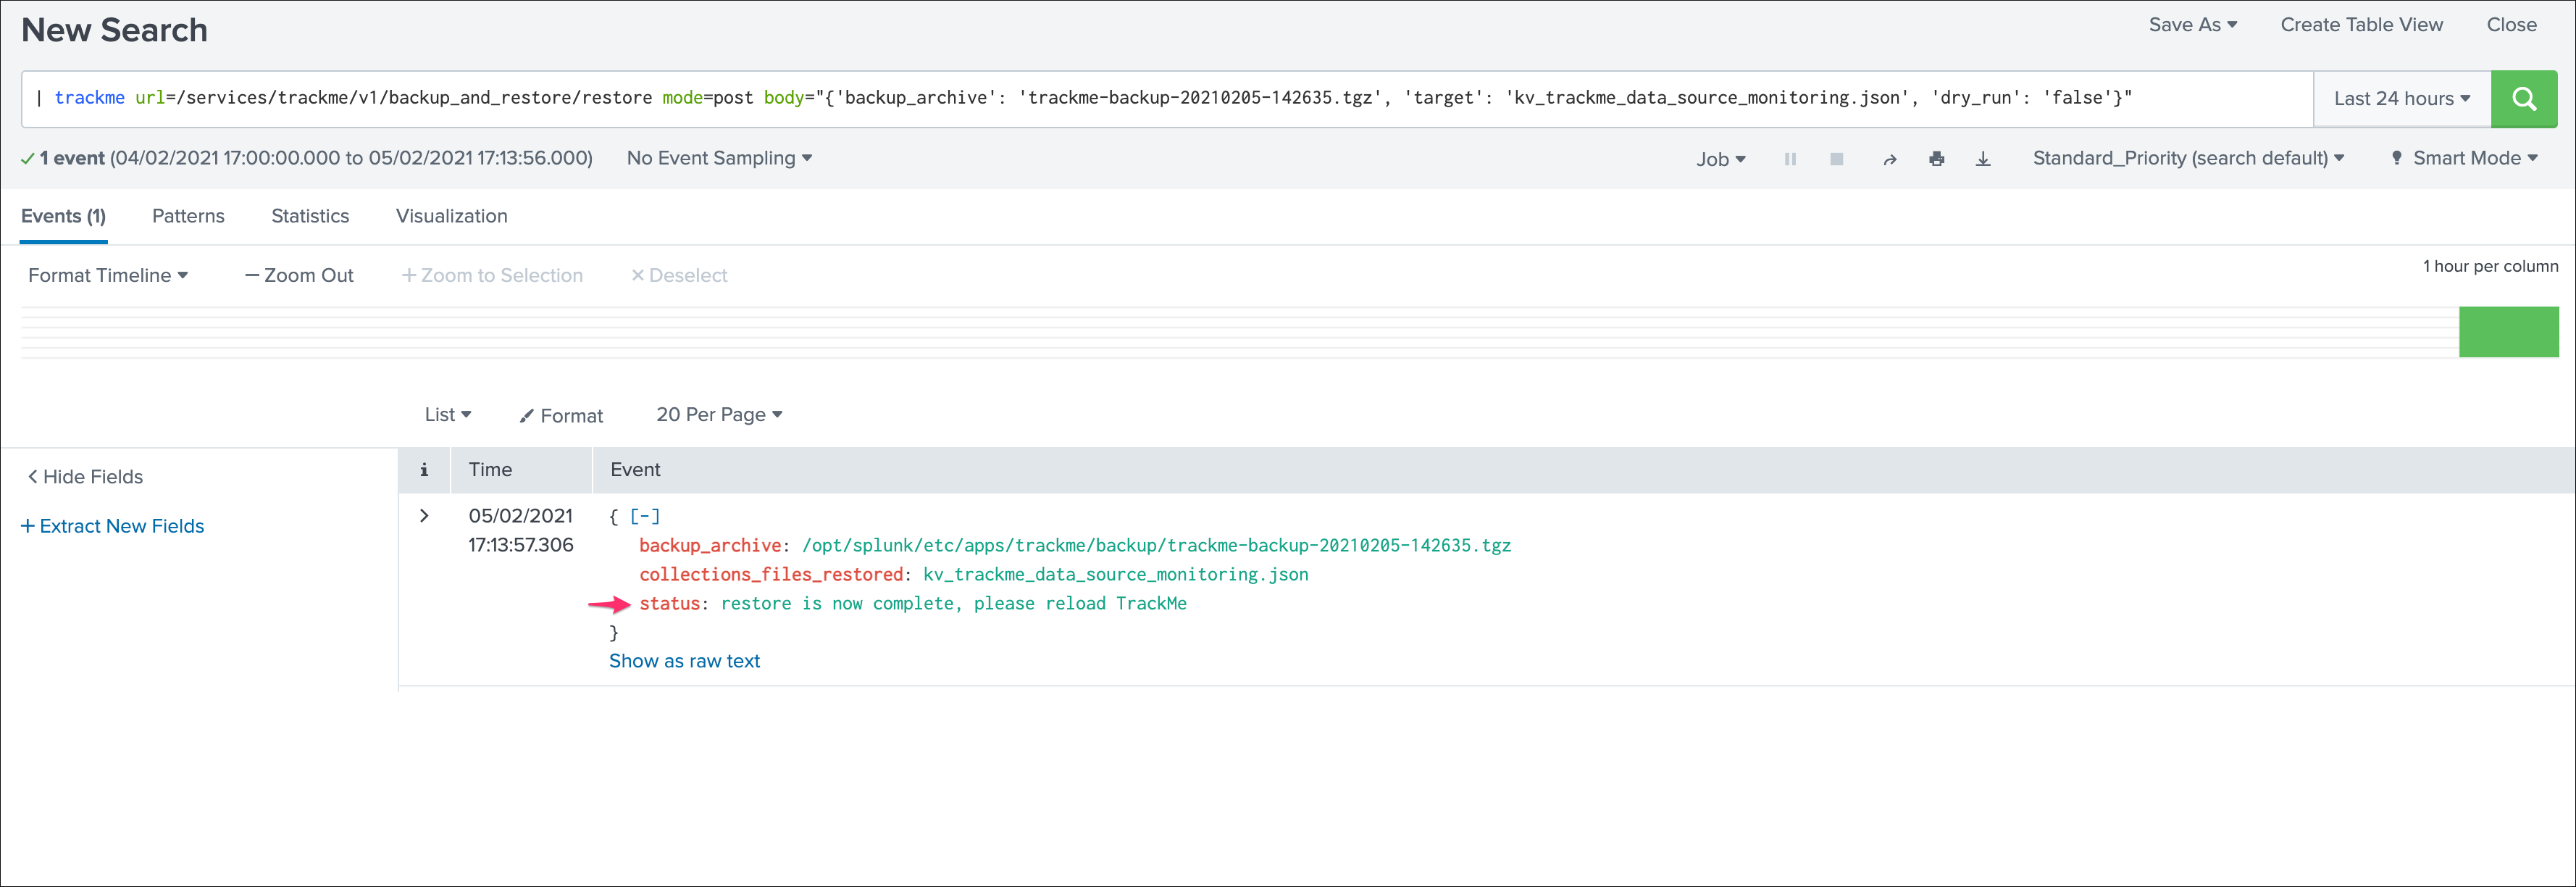 New Search
Save As
Create Table View
Close
| trackme url=/services/trackme/v1/backup_and_restore/restore mode=post body="{'backup_archive': 'trackme-backup-20210205-142635.tgz', 'target': 'kv_trackme_data_source_monitoring.json', 'dry_run': 'false'}"
Last 24 hours
1 event (04/02/2021 17:00:00.000 to 05/02/2021 17:13:56.000)
No Event Sampling
Job
Standard_Priority (search default)
Smart Mode
Events (1)
Patterns
Statistics
Visualization
Format Timeline
— Zoom Out
+ Zoom to Selection
× Deselect
1 hour per column
List
Format
20 Per Page
< Hide Fields
+ Extract New Fields
i
Time
Event
>
05/02/2021
17:13:57.306
{ [-]
backup_archive: /opt/splunk/etc/apps/trackme/backup/trackme-backup-20210205-142635.tgz
collections_files_restored: kv_trackme_data_source_monitoring.json
status: restore is now complete, please reload TrackMe
}
Show as raw text